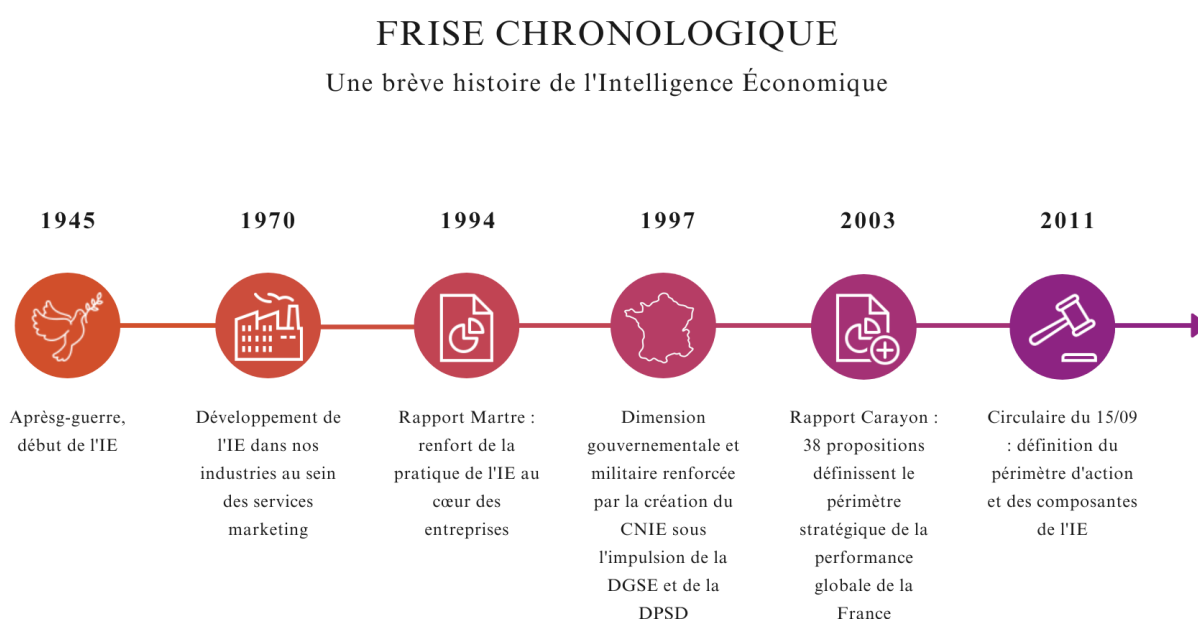 FRISE CHRONOLOGIQUE
Une brève histoire de l'Intelligence Économique
1945
Aprèsg-guerre,
début de l'IE
1970
Développement de
l'IE dans nos
industries au sein
des services
marketing
1994
Rapport Martre :
renfort de la
pratique de l'IE au
cœur des
entreprises
1997
Dimension
gouvernementale et
militaire renforcée
par la création du
CNIE sous
l'impulsion de la
DGSE et de la
DPSD
2003
Rapport Carayon :
38 propositions
définissent le
périmètre
stratégique de la
performance
globale de la
France
2011
Circulaire du 15/09
: définition du
périmètre d'action
et des composantes
de l'IE